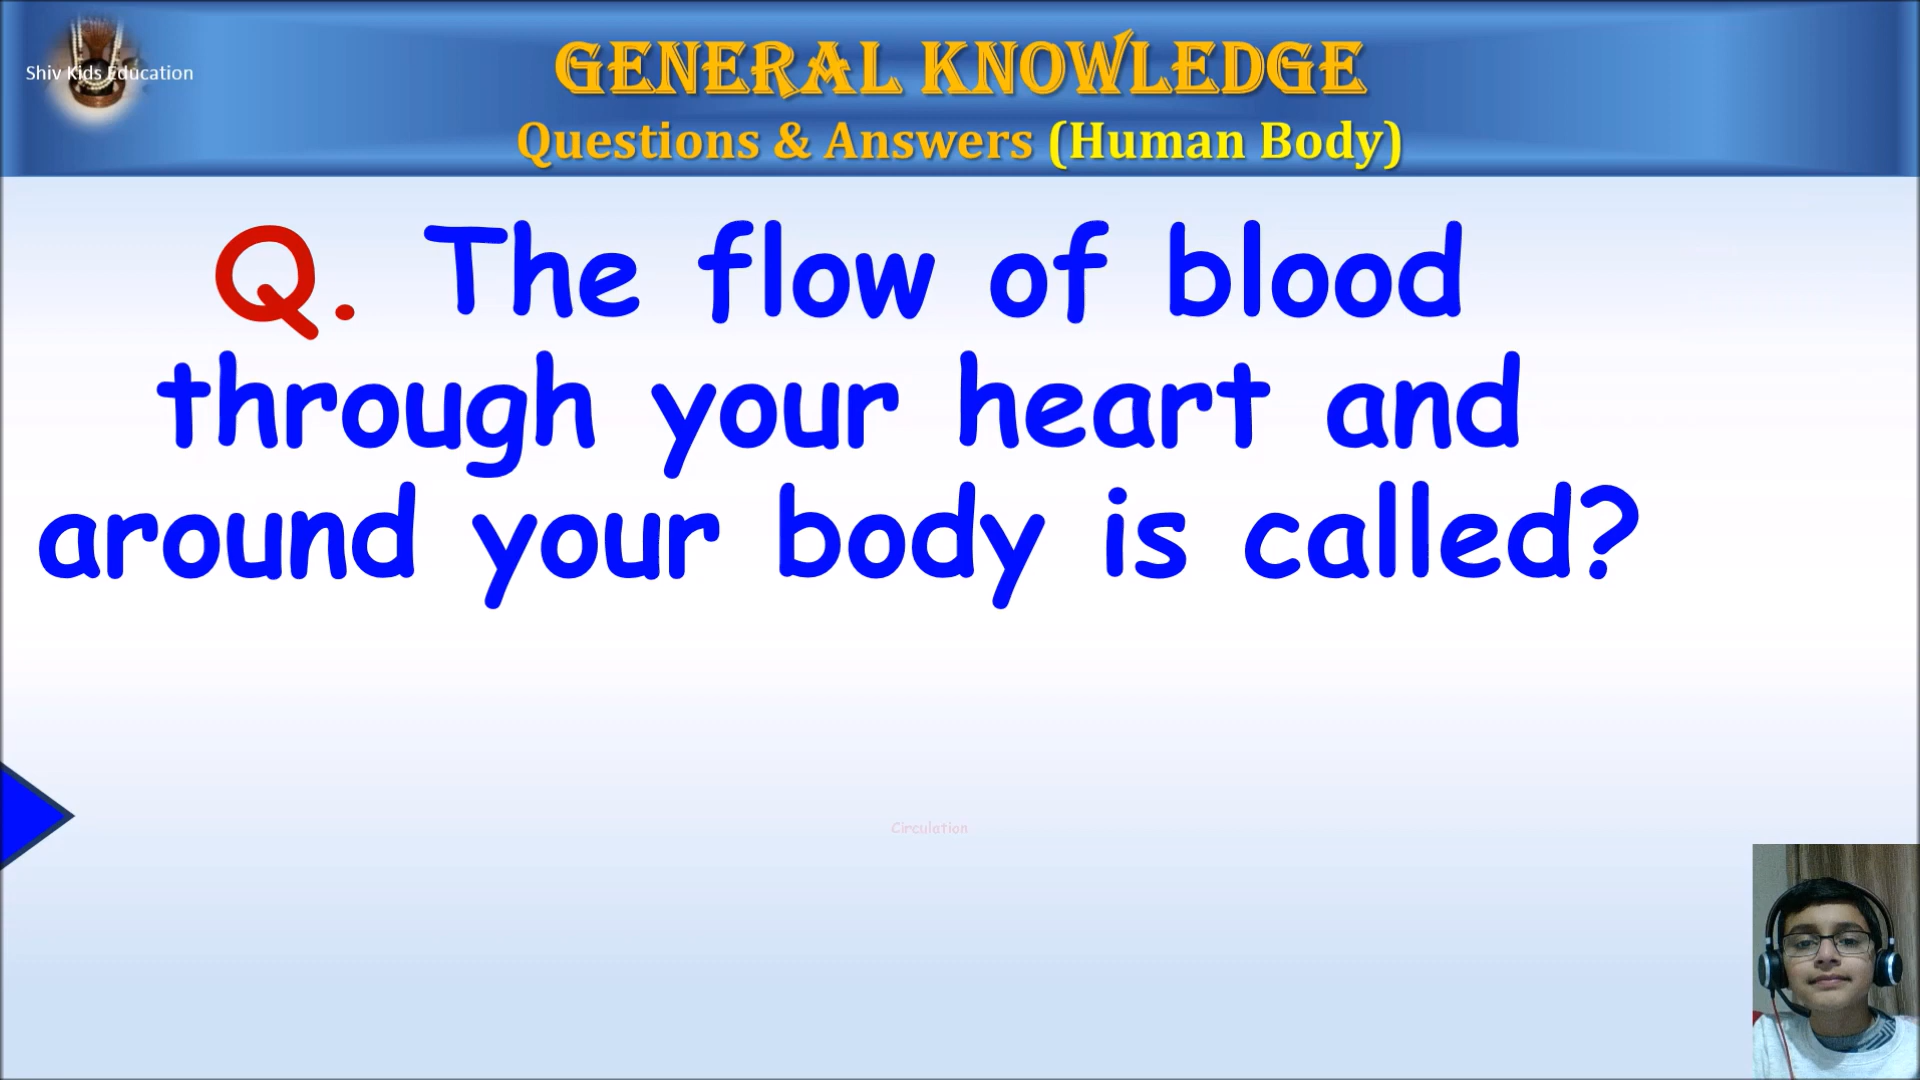 Shiv Kids Education
GENERAL KNOWLEDGE
Questions & Answers (Human Body)
Q. The flow of blood
through your heart and
around your body is called?
Circulation